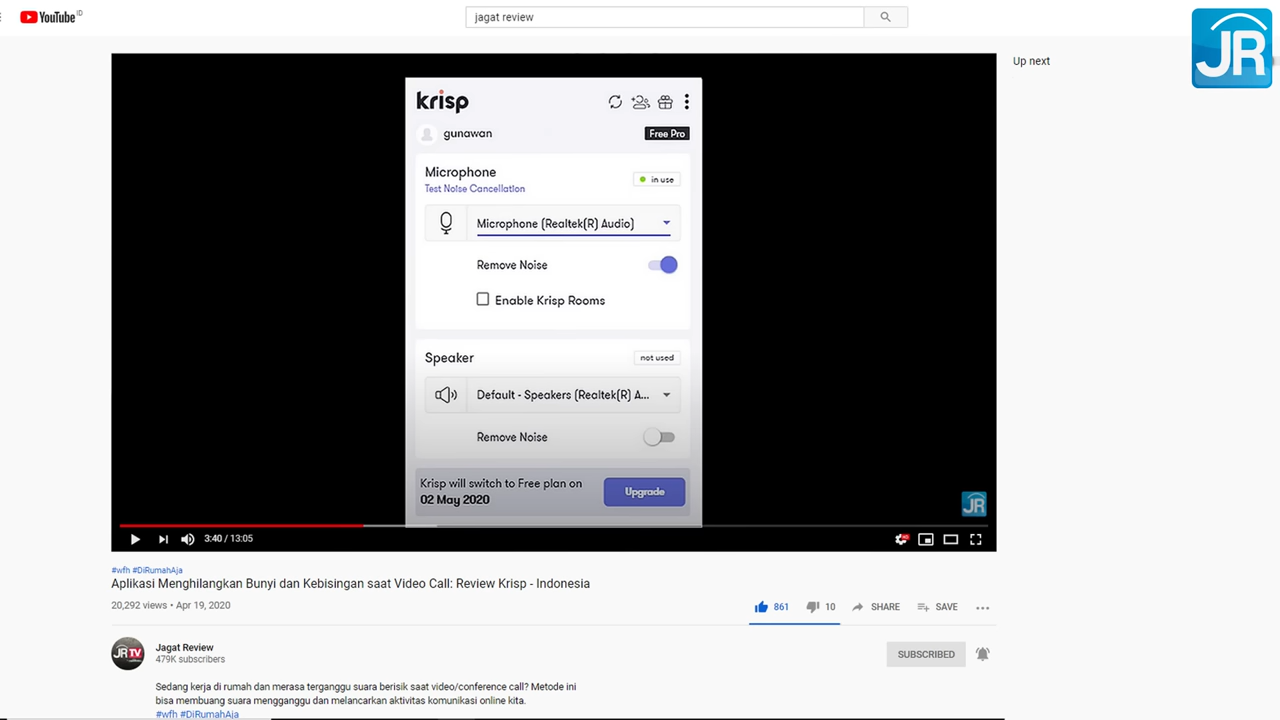 YouTube ID
jagat review
JR
Up next
krisp
gunawan
Free Pro
Microphone
in use
Test Noise Cancellation
Microphone (Realtek(R) Audio)
Remove Noise
Enable Krisp Rooms
Speaker
not used
Default - Speakers (Realtek(R) A...
Remove Noise
Krisp will switch to Free plan on
02 May 2020
Upgrade
JR
3:40 / 13:05
#wfh #DiRumahAja
Aplikasi Menghilangkan Bunyi dan Kebisingan saat Video Call: Review Krisp - Indonesia
20,292 views • Apr 19, 2020
861
10
SHARE
SAVE
JRTV
Jagat Review
479K subscribers
SUBSCRIBED
Sedang kerja di rumah dan merasa terganggu suara berisik saat video/conference call? Metode ini
bisa membuang suara mengganggu dan melancarkan aktivitas komunikasi online kita.
#wfh #DiRumahAja